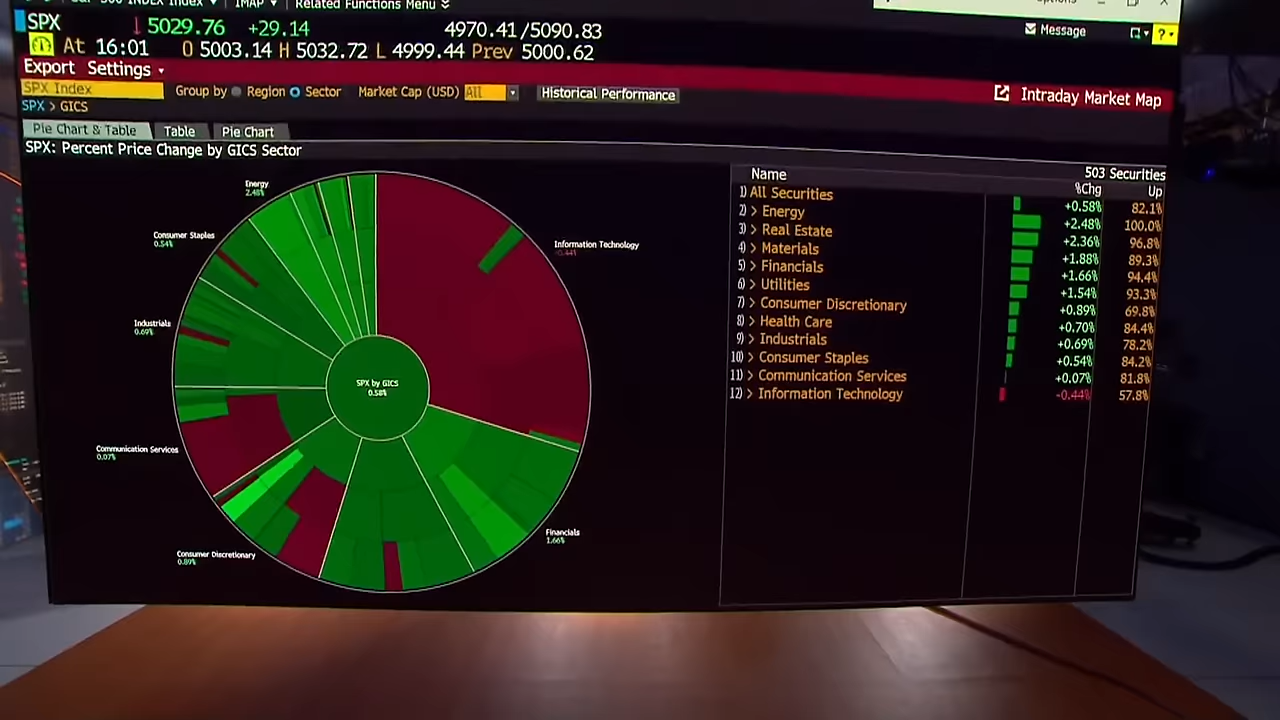 S&P 500 INDEX Index IMAP Related Functions Menu
Options
SPX ↓ 5029.76 +29.14 4970.41/5090.83
Message
At 16:01 O 5003.14 H 5032.72 L 4999.44 Prev 5000.62
Export Settings
Intraday Market Map
SPX Index Group by Region Sector Market Cap (USD) All Historical Performance
SPX > GICS
Pie Chart & Table Table Pie Chart
SPX: Percent Price Change by GICS Sector
Energy
2.48%
Consumer Staples
0.54%
Information Technology
-0.44%
Industrials
0.69%
SPX by GICS
0.58%
Communication Services
0.07%
Financials
1.66%
Consumer Discretionary
0.89%
Name 503 Securities
%Chg Up
1) All Securities +0.58% 82.1%
2) > Energy +2.48% 100.0%
3) > Real Estate +2.36% 96.8%
4) > Materials +1.88% 89.3%
5) > Financials +1.66% 94.4%
6) > Utilities +1.54% 93.3%
7) > Consumer Discretionary +0.89% 69.8%
8) > Health Care +0.70% 84.4%
9) > Industrials +0.69% 78.2%
10) > Consumer Staples +0.54% 84.2%
11) > Communication Services +0.07% 81.8%
12) > Information Technology -0.44% 57.8%